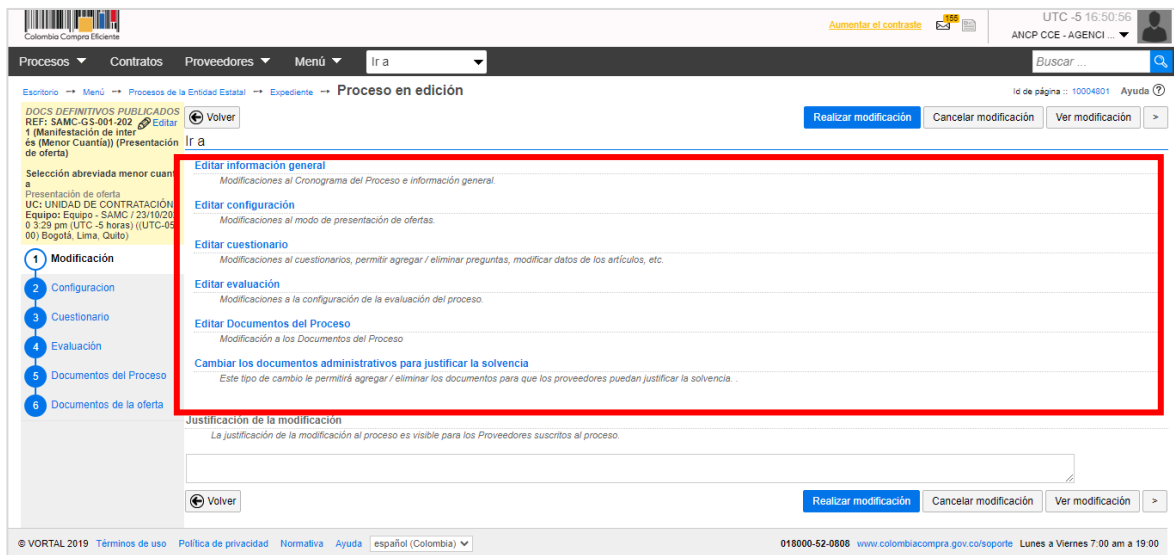 Colombia Compra Eficiente
Aumentar el contraste
155
UTC -5 16:50:56
ANCP CCE - AGENCI ...
Procesos Contratos Proveedores Menú Ir a Buscar ...
Escritorio → Menú → Procesos de la Entidad Estatal → Expediente → Proceso en edición Id de página :: 10004801 Ayuda ?
DOCS DEFINITIVOS PUBLICADOS
REF: SAMC-GS-001-202 Editar
1 (Manifestación de inter
és (Menor Cuantía)) (Presentación
de oferta)
Selección abreviada menor cuant
a
Presentación de oferta
UC: UNIDAD DE CONTRATACIÓN
Equipo: Equipo - SAMC / 23/10/202
0 3:29 pm (UTC -5 horas) ((UTC-05:
00) Bogotá, Lima, Quito)
1 Modificación
2 Configuracion
3 Cuestionario
4 Evaluación
5 Documentos del Proceso
6 Documentos de la oferta
Volver Realizar modificación Cancelar modificación Ver modificación >
Ir a
Editar información general
Modificaciones al Cronograma del Proceso e información general.
Editar configuración
Modificaciones al modo de presentación de ofertas.
Editar cuestionario
Modificaciones al cuestionarios, permitir agregar / eliminar preguntas, modificar datos de los artículos, etc.
Editar evaluación
Modificaciones a la configuración de la evaluación del proceso.
Editar Documentos del Proceso
Modificación a los Documentos del Proceso
Cambiar los documentos administrativos para justificar la solvencia
Este tipo de cambio le permitirá agregar / eliminar los documentos para que los proveedores puedan justificar la solvencia. .
Justificación de la modificación
La justificación de la modificación al proceso es visible para los Proveedores suscritos al proceso.
Volver Realizar modificación Cancelar modificación Ver modificación >
© VORTAL 2019 Términos de uso Política de privacidad Normativa Ayuda español (Colombia) 018000-52-0808 www.colombiacompra.gov.co/soporte Lunes a Viernes 7:00 am a 19:00